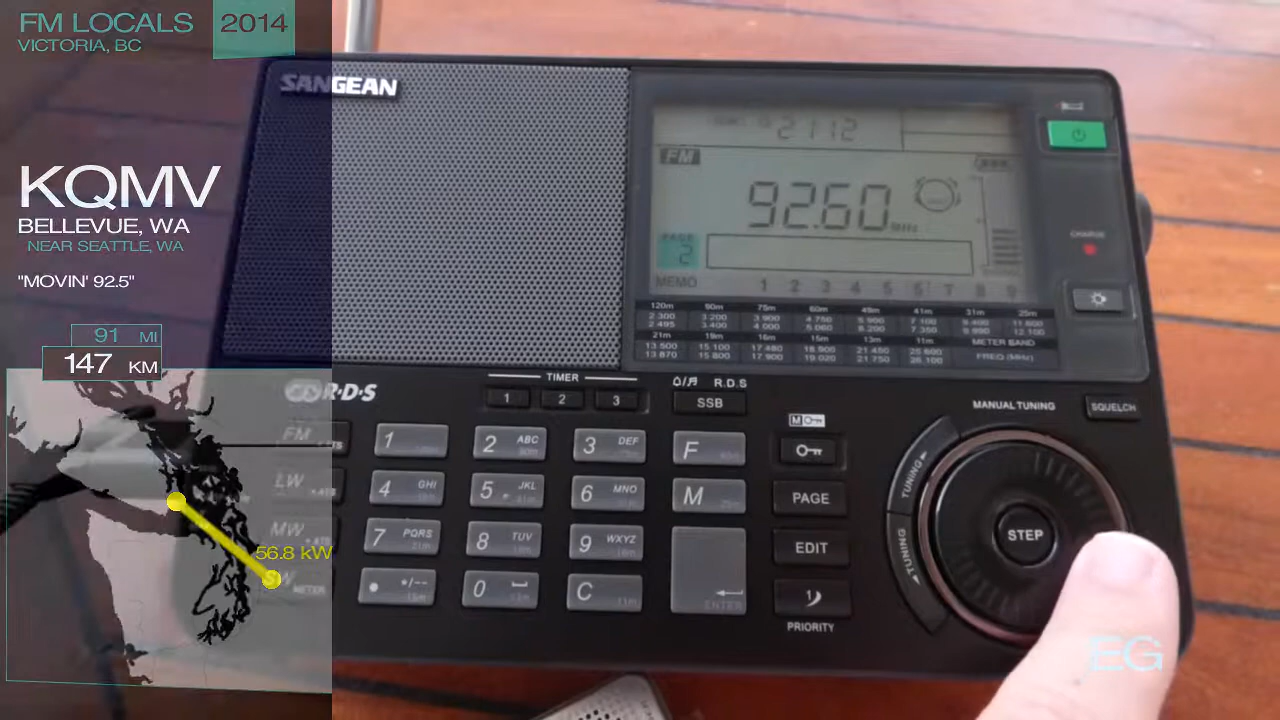 FM LOCALS
2014
VICTORIA, BC
KQMV
BELLEVUE, WA
NEAR SEATTLE, WA
"MOVIN' 92.5"
91 MI
147 KM
56.8 kW
SANGEAN
2112
FM
92.60
MHz
PAGE
2
MEMO
1 2 3 4 5 6 7 8 9
120m 90m 75m 60m 49m 41m 31m 25m
2.300 3.200 3.900 4.750 5.900 7.100 9.400 11.600
2.495 3.400 4.000 5.060 6.200 7.350 9.990 12.100
21m 19m 16m 15m 13m 11m METER BAND
13.500 15.100 17.480 18.900 21.450 25.600 FREQ.(MHz)
13.870 15.800 17.900 19.020 21.750 26.100
CHARGE
R·D·S
TIMER
1 2 3
R.D.S
SSB
MANUAL TUNING
SQUELCH
FM
1
2 ABC
3 DEF
F
LW
4 GHI
5 JKL
6 MNO
M
PAGE
MW
7 PQRS
8 TUV
9 WXYZ
EDIT
SW
METER
• */--
0
C
ENTER
PRIORITY
TUNING
TUNING
STEP
EG